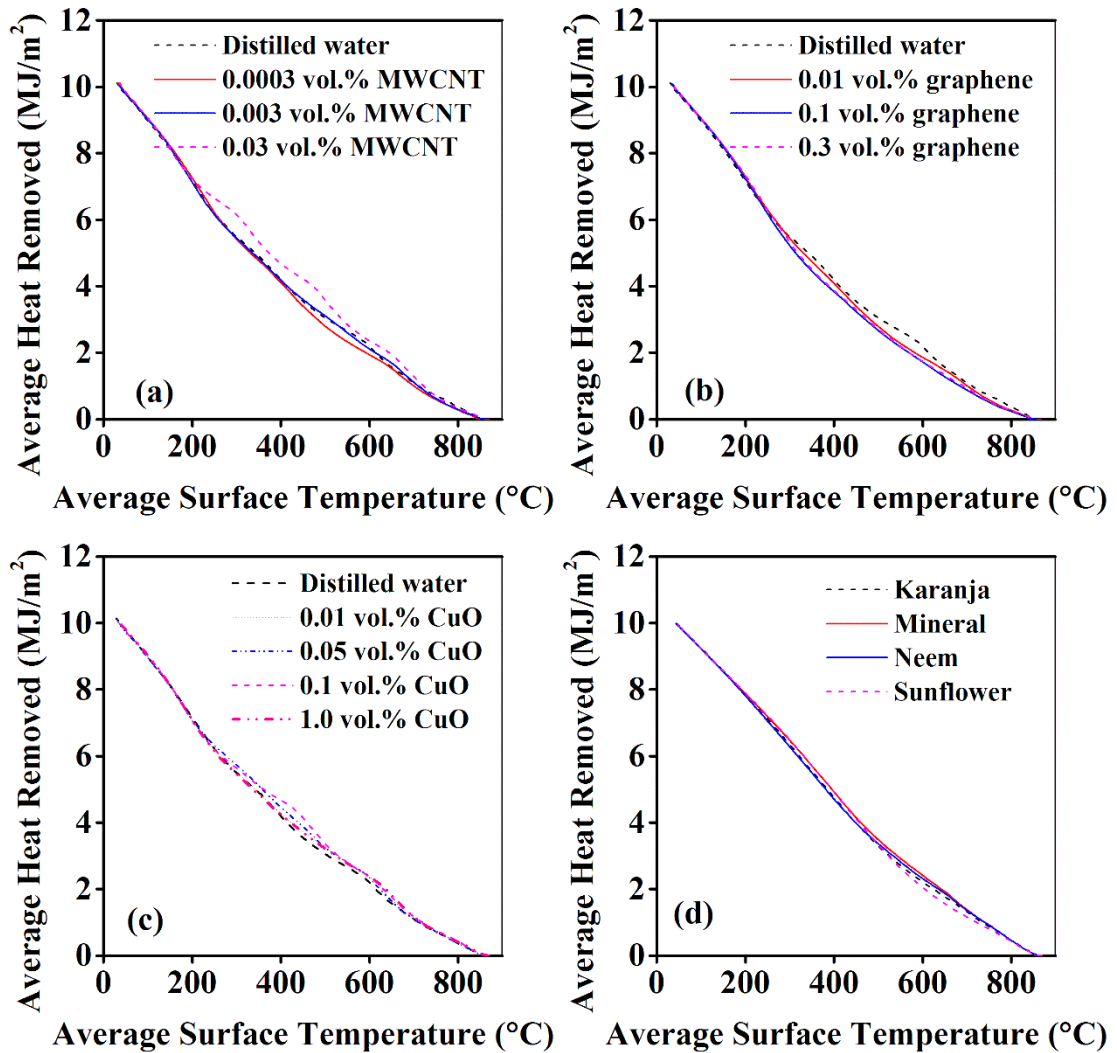 Average Heat Removed (MJ/m²)
12
10
8
6
4
2
0
Distilled water
0.0003 vol.% MWCNT
0.003 vol.% MWCNT
0.03 vol.% MWCNT
(a)
0 200 400 600 800
Average Surface Temperature (°C)
Average Heat Removed (MJ/m²)
12
10
8
6
4
2
0
Distilled water
0.01 vol.% graphene
0.1 vol.% graphene
0.3 vol.% graphene
(b)
0 200 400 600 800
Average Surface Temperature (°C)
Average Heat Removed (MJ/m²)
12
10
8
6
4
2
0
Distilled water
0.01 vol.% CuO
0.05 vol.% CuO
0.1 vol.% CuO
1.0 vol.% CuO
(c)
0 200 400 600 800
Average Surface Temperature (°C)
Average Heat Removed (MJ/m²)
12
10
8
6
4
2
0
Karanja
Mineral
Neem
Sunflower
(d)
0 200 400 600 800
Average Surface Temperature (°C)